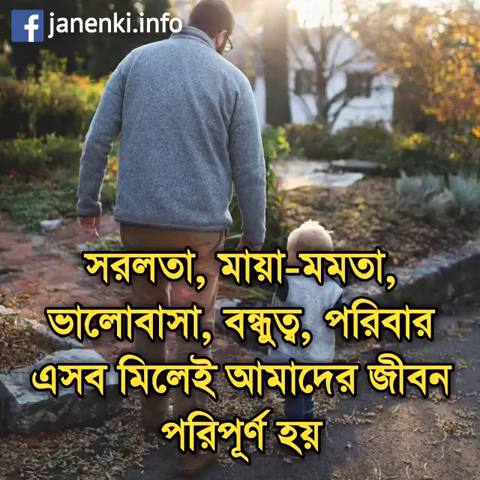 janenki.info
সরলতা, মায়া-মমতা,
ভালোবাসা, বন্ধুত্ব, পরিবার
এসব মিলেই আমাদের জীবন
পরিপূর্ণ হয়